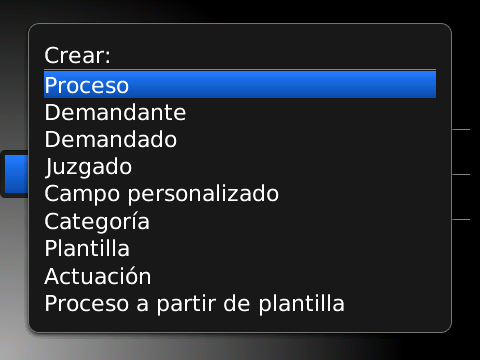 Crear:
Proceso
Demandante
Demandado
Juzgado
Campo personalizado
Categoría
Plantilla
Actuación
Proceso a partir de plantilla